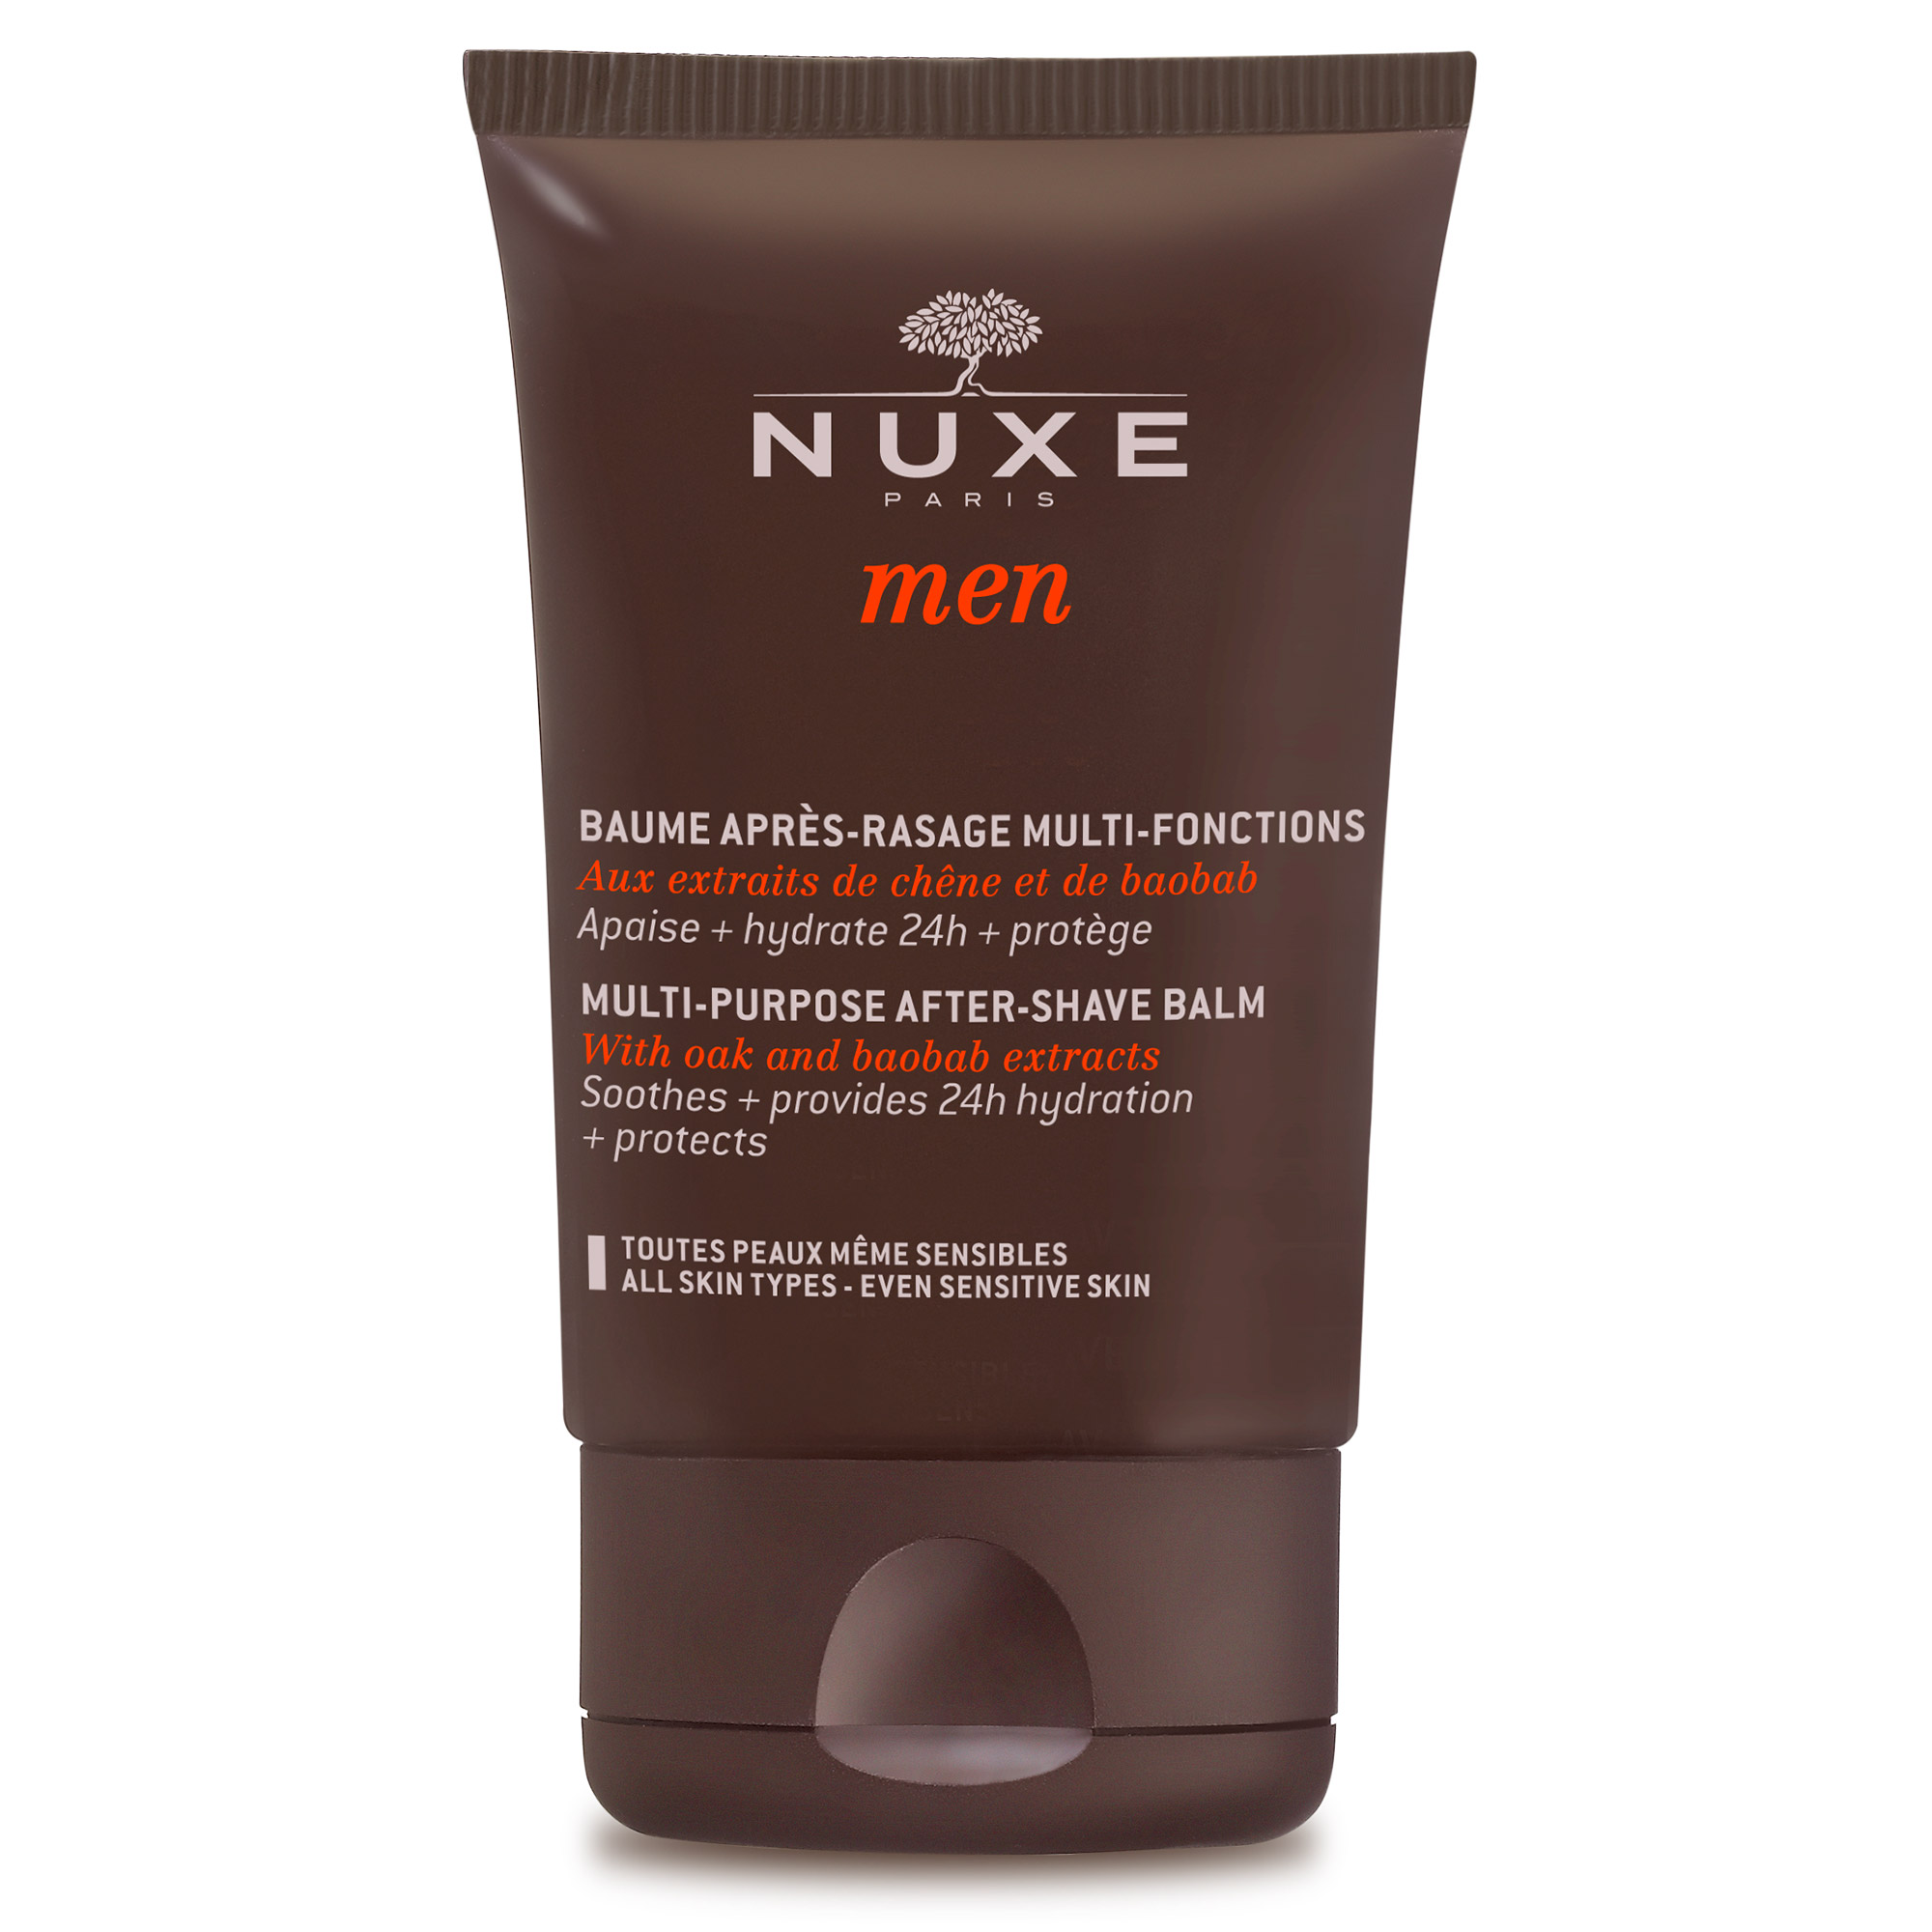 NUXE
PARIS
men
BAUME APRÈS-RASAGE MULTI-FONCTIONS
Aux extraits de chêne et de baobab
Apaise + hydrate 24h + protège
MULTI-PURPOSE AFTER-SHAVE BALM
With oak and baobab extracts
Soothes + provides 24h hydration
+ protects
TOUTES PEAUX MÊME SENSIBLES
ALL SKIN TYPES - EVEN SENSITIVE SKIN